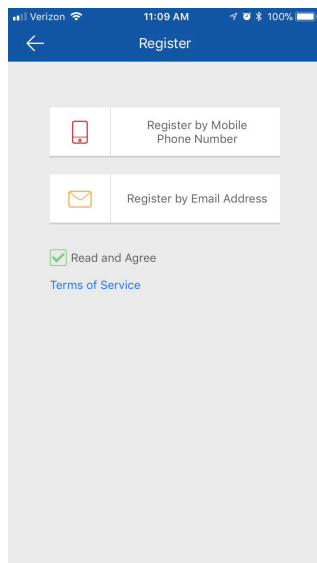 Verizon 11:09 AM 100%
Register
Register by Mobile
Phone Number
Register by Email Address
Read and Agree
Terms of Service